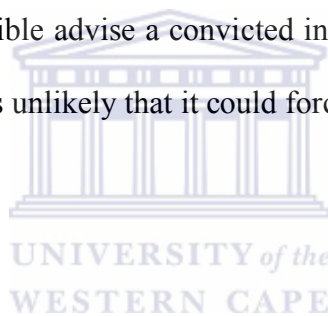 ible advise a convicted in
s unlikely that it could forc
UNIVERSITY of the
WESTERN CAPE